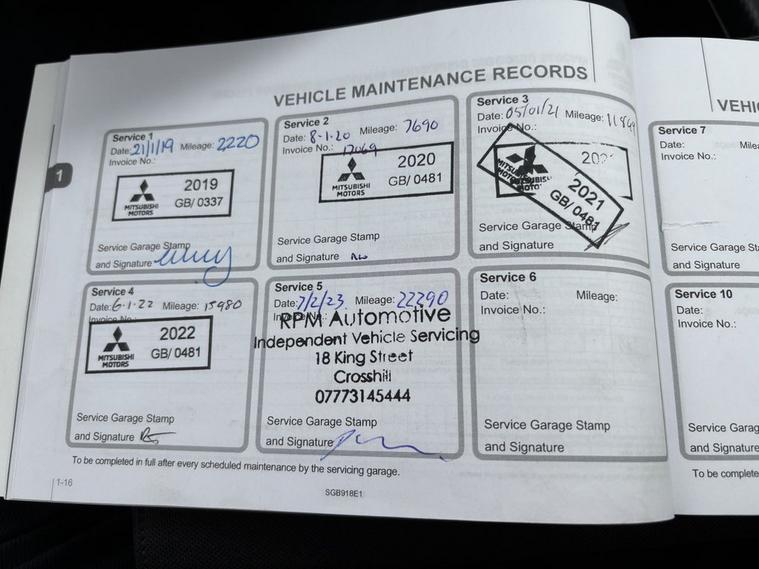 VEHICLE MAINTENANCE RECORDS
1
Service 1
Date: 21/1/19 Mileage: 2220
Invoice No.:
MITSUBISHI MOTORS
2019
GB/ 0337
Service Garage Stamp
and Signature
Service 2
Date: 8-1-20 Mileage: 7690
Invoice No.: 17069
MITSUBISHI MOTORS
2020
GB/ 0481
Service Garage Stamp
and Signature
Service 3
Date: 05/01/21 Mileage:
Invoice No.:
MITSUBISHI MOTORS
2021
GB/ 0481
Service Garage Stamp
and Signature
Service 4
Date: 6-1-22 Mileage: 15980
Invoice No.:
MITSUBISHI MOTORS
2022
GB/ 0481
Service Garage Stamp
and Signature
Service 5
Date: 7/2/23 Mileage: 22290
RPM Automotive
Independent Vehicle Servicing
18 King Street
Crosshill
07773145444
Service Garage Stamp
and Signature
Service 6
Date: Mileage:
Invoice No.:
Service Garage Stamp
and Signature
To be completed in full after every scheduled maintenance by the servicing garage.
1-16
SGB918E1
VEHI
Service 7
Date: Mile
Invoice No.:
Service Garage St
and Signature
Service 10
Date:
Invoice No.:
Service Garag
and Signature
To be complete